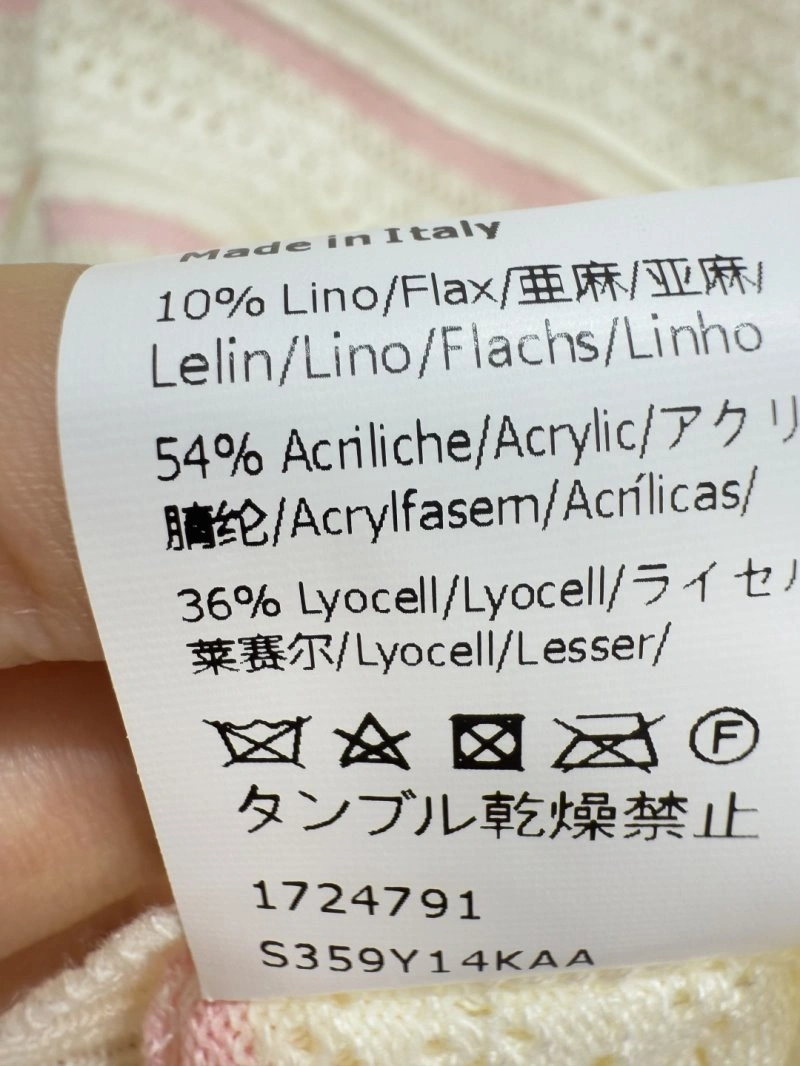 Made in Italy
10% Lino/Flax/亜麻/亚麻/
Lelin/Lino/Flachs/Linho
54% Acriliche/Acrylic/アクリ
腈纶/Acrylfasern/Acrílicas/
36% Lyocell/Lyocell/ライセル
莱赛尔/Lyocell/Lesser/
F
タンブル乾燥禁止
1724791
S359Y14KAA